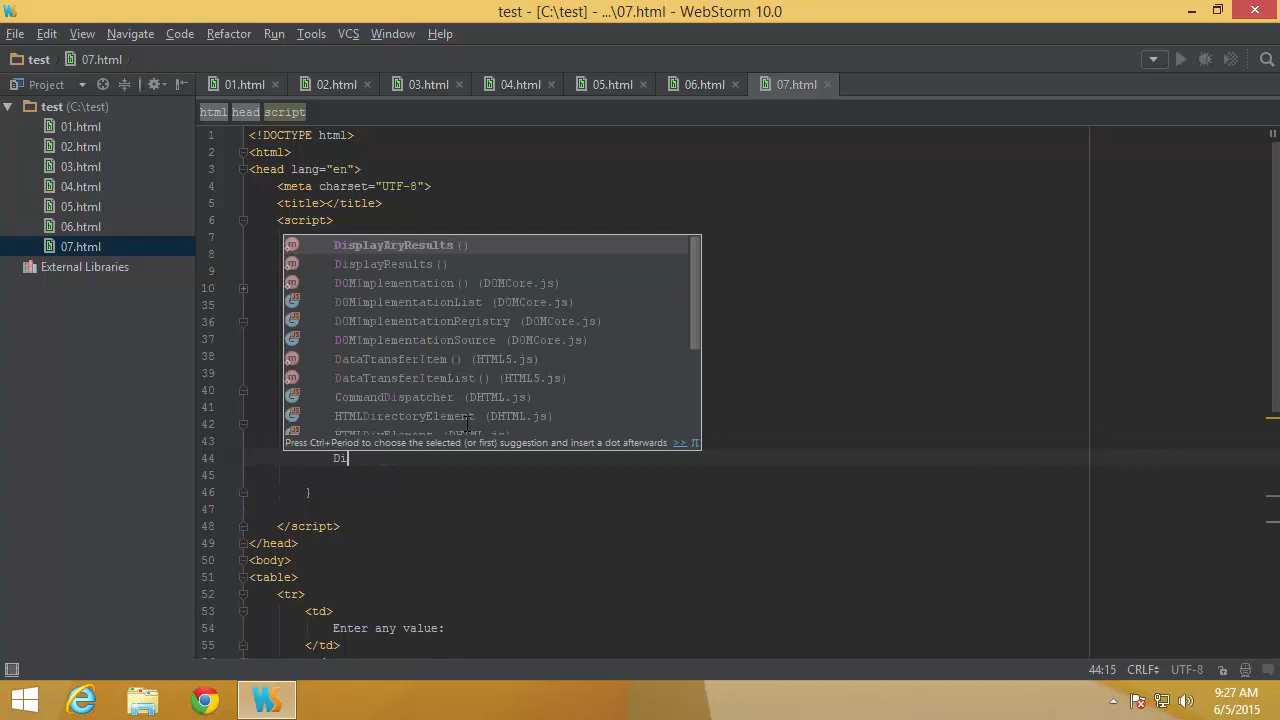 test - [C:\test] - ...\07.html - WebStorm 10.0
File Edit View Navigate Code Refactor Run Tools VCS Window Help
test 07.html
Project 01.html 02.html 03.html 04.html 05.html 06.html 07.html
test (C:\test)
01.html
02.html
03.html
04.html
05.html
06.html
07.html
External Libraries
html head script
1 <!DOCTYPE html>
2 <html>
3 <head lang="en">
4 <meta charset="UTF-8">
5 <title></title>
6 <script>
7
8
9
10
35
36
37
38
39
40
41
42
43
DisplayAryResults()
DisplayResults()
DOMImplementation() (DOMCore.js)
DOMImplementationList (DOMCore.js)
DOMImplementationRegistry (DOMCore.js)
DOMImplementationSource (DOMCore.js)
DataTransferItem() (HTML5.js)
DataTransferItemList() (HTML5.js)
CommandDispatcher (DHTML.js)
HTMLDirectoryElement (DHTML.js)
HTMLDivElement (DHTML.js)
Press Ctrl+Period to choose the selected (or first) suggestion and insert a dot afterwards >> π
44 Di
45
46 }
47
48 </script>
49 </head>
50 <body>
51 <table>
52 <tr>
53 <td>
54 Enter any value:
55 </td>
44:15 CRLF UTF-8
9:27 AM
6/5/2015